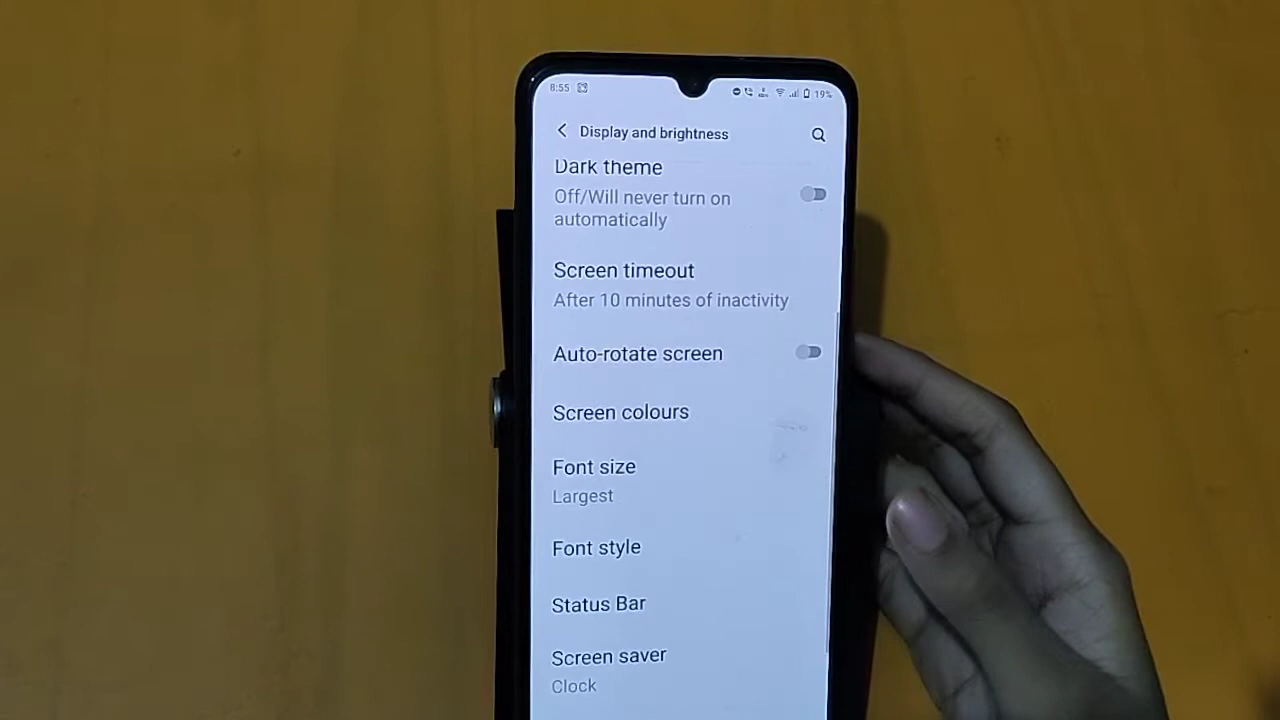 8:55 19%
Display and brightness
Dark theme
Off/Will never turn on
automatically
Screen timeout
After 10 minutes of inactivity
Auto-rotate screen
Screen colours
Font size
Largest
Font style
Status Bar
Screen saver
Clock